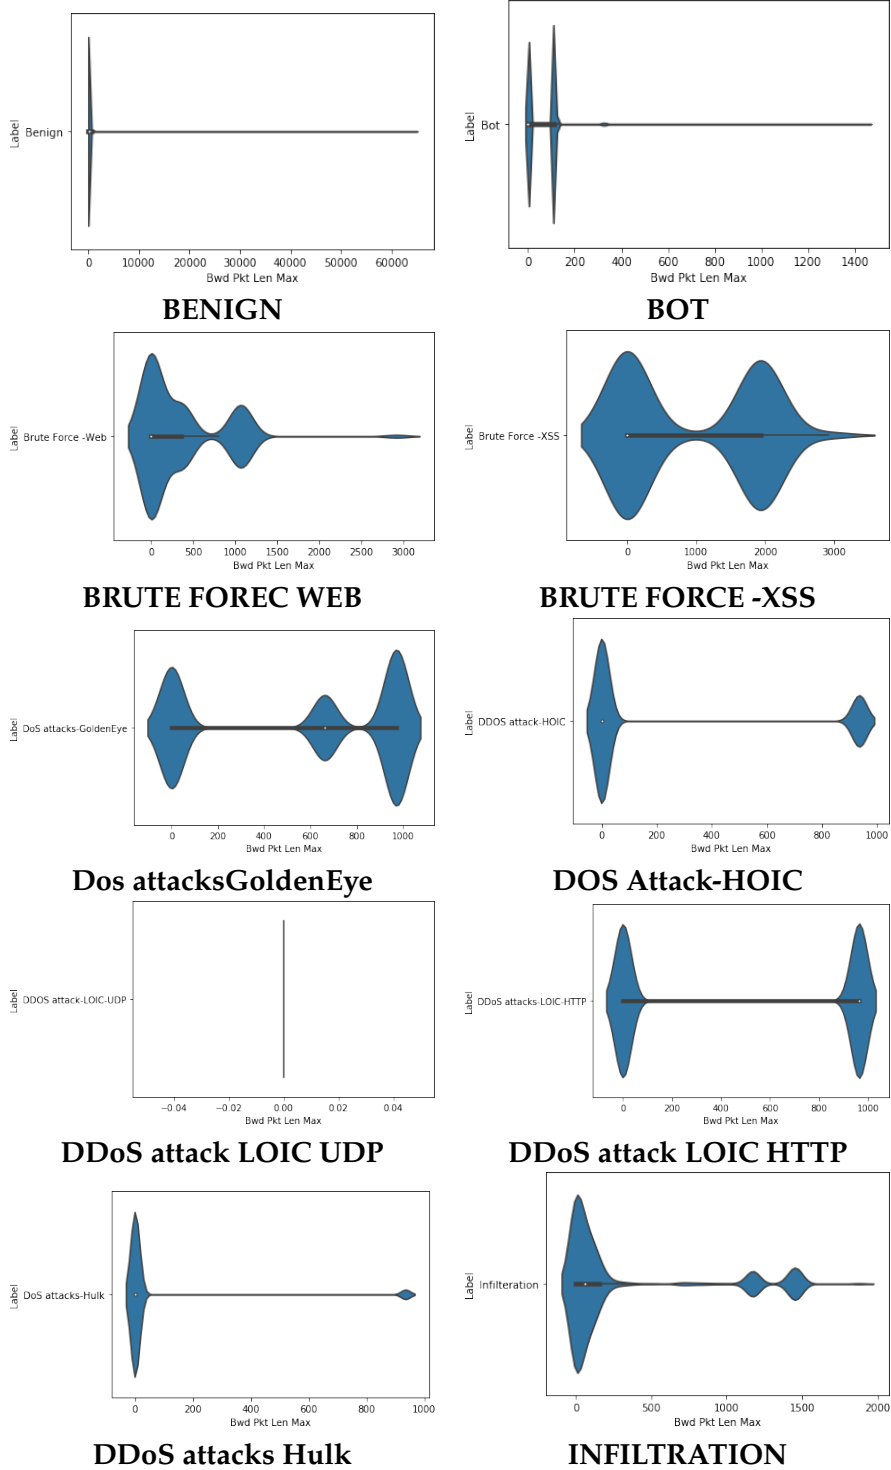 Label
Benign
0 10000 20000 30000 40000 50000 60000
Bwd Pkt Len Max
BENIGN
Label
Bot
0 200 400 600 800 1000 1200 1400
Bwd Pkt Len Max
BOT
Label
Brute Force -Web
0 500 1000 1500 2000 2500 3000
Bwd Pkt Len Max
BRUTE FOREC WEB
Label
Brute Force -XSS
0 1000 2000 3000
Bwd Pkt Len Max
BRUTE FORCE -XSS
Label
DoS attacks-GoldenEye
0 200 400 600 800 1000
Bwd Pkt Len Max
Dos attacksGoldenEye
Label
DDOS attack-HOIC
0 200 400 600 800 1000
Bwd Pkt Len Max
DOS Attack-HOIC
Label
DDOS attack-LOIC-UDP
−0.04 −0.02 0.00 0.02 0.04
Bwd Pkt Len Max
DDoS attack LOIC UDP
Label
DDoS attacks-LOIC-HTTP
0 200 400 600 800 1000
Bwd Pkt Len Max
DDoS attack LOIC HTTP
Label
DoS attacks-Hulk
0 200 400 600 800 1000
Bwd Pkt Len Max
DDoS attacks Hulk
Label
Infilteration
0 500 1000 1500 2000
Bwd Pkt Len Max
INFILTRATION